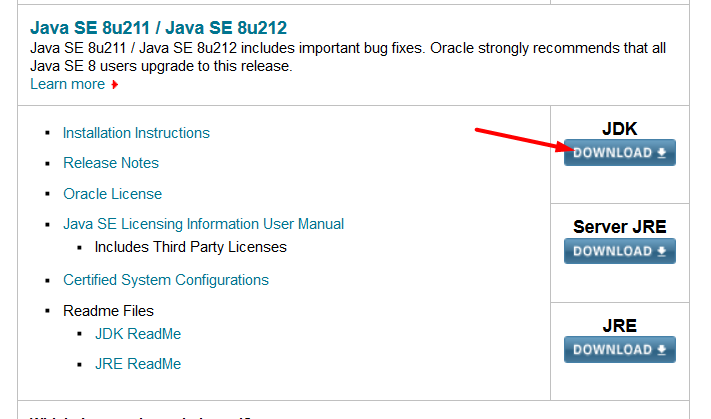 Java SE 8u211 / Java SE 8u212
Java SE 8u211 / Java SE 8u212 includes important bug fixes. Oracle strongly recommends that all
Java SE 8 users upgrade to this release.
Learn more
Installation Instructions
Release Notes
Oracle License
Java SE Licensing Information User Manual
Includes Third Party Licenses
Certified System Configurations
Readme Files
JDK ReadMe
JRE ReadMe
JDK
DOWNLOAD
Server JRE
DOWNLOAD
JRE
DOWNLOAD